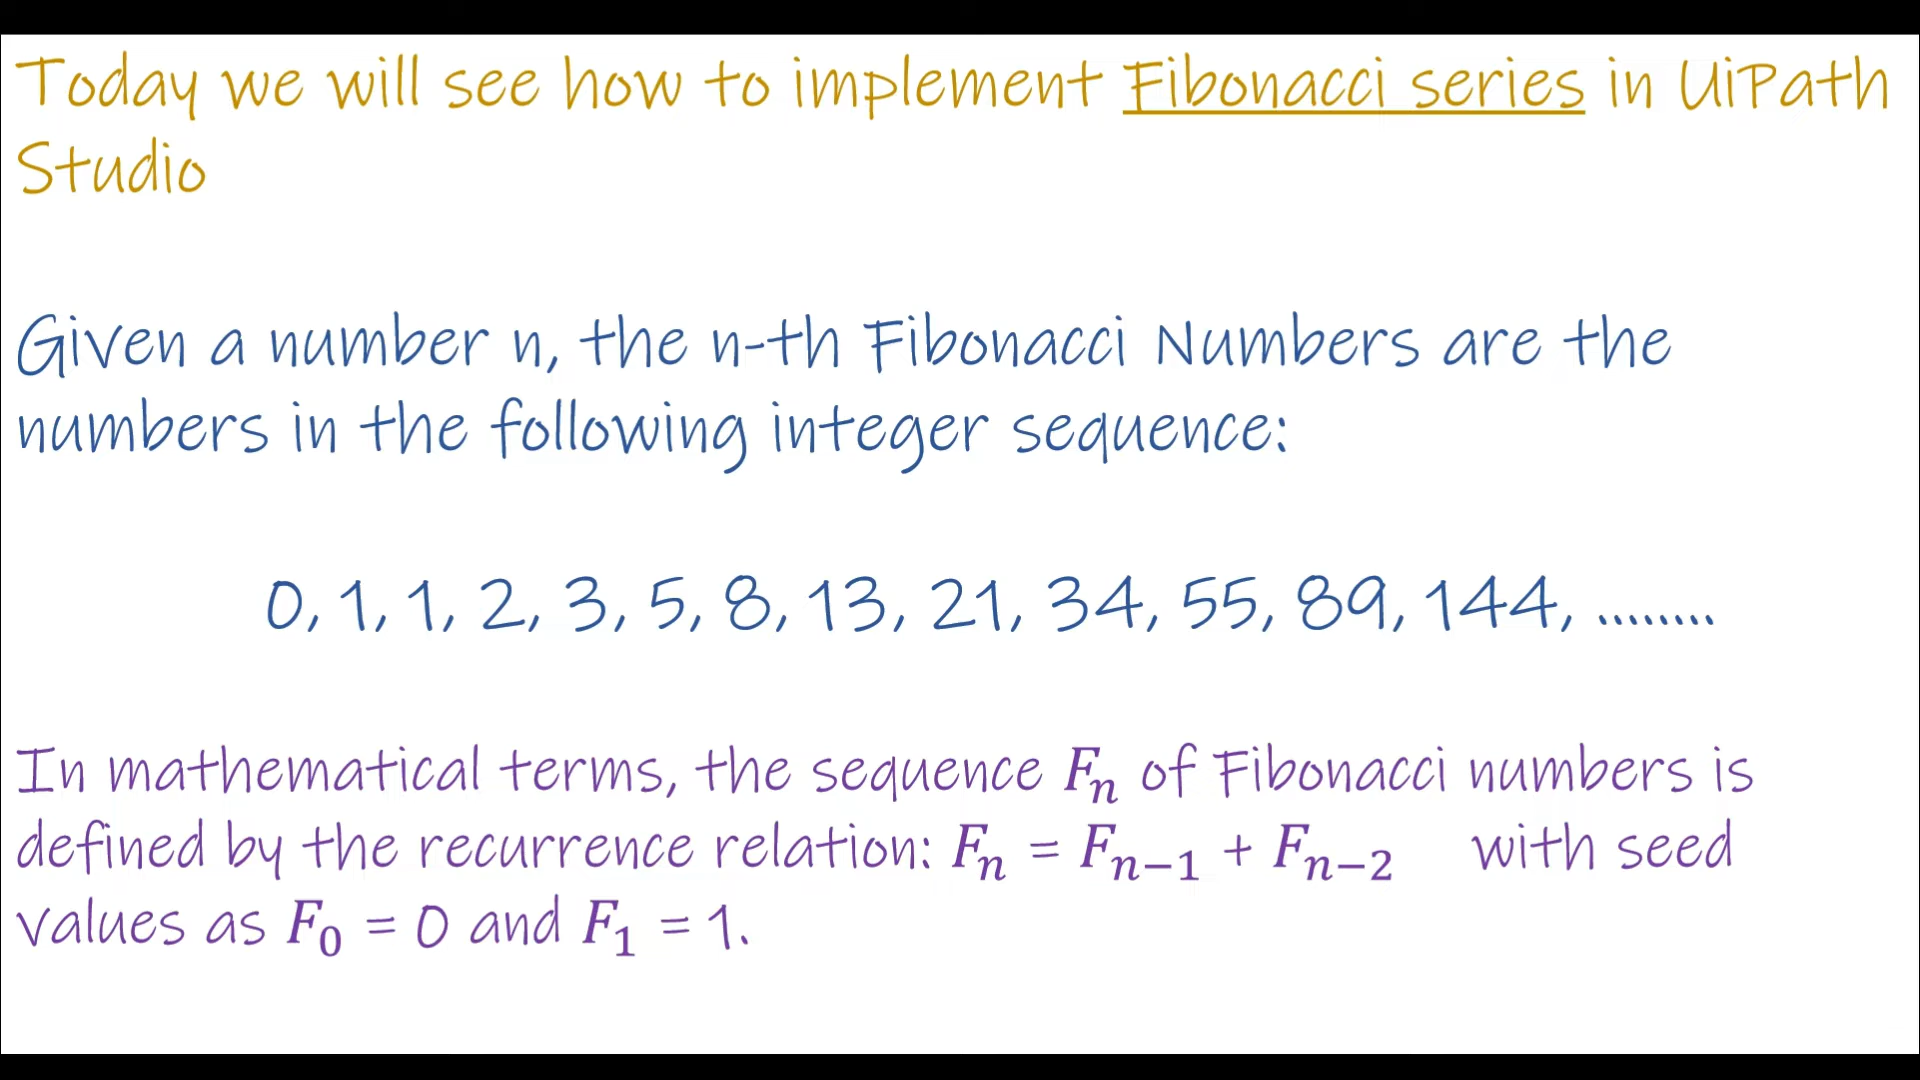 Today we will see how to implement Fibonacci series in UiPath
Studio
Given a number n, the n-th Fibonacci Numbers are the
numbers in the following integer sequence:
0, 1, 1, 2, 3, 5, 8, 13, 21, 34, 55, 89, 144, ........
In mathematical terms, the sequence Fₙ of Fibonacci numbers is
defined by the recurrence relation: Fₙ = Fₙ₋₁ + Fₙ₋₂ with seed
values as F₀ = 0 and F₁ = 1.